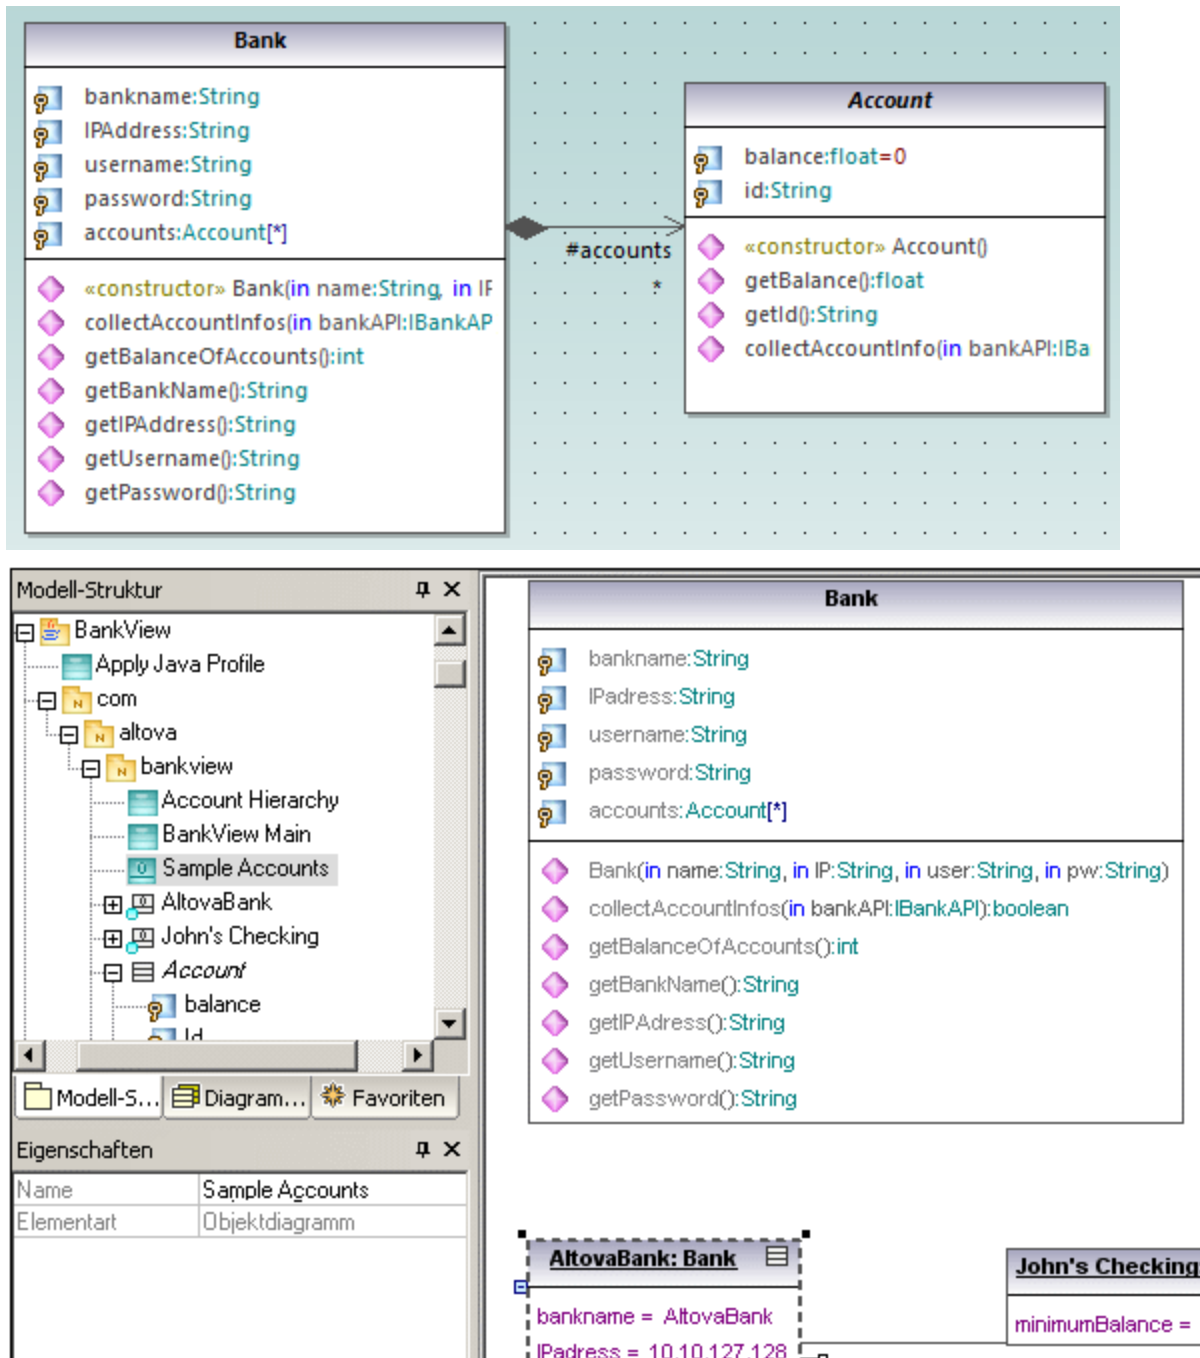 Bank
bankname:String
IPAddress:String
username:String
password:String
accounts:Account[*]
«constructor» Bank(in name:String, in IF
collectAccountInfos(in bankAPI:IBankAP
getBalanceOfAccounts():int
getBankName():String
getIPAddress():String
getUsername():String
getPassword():String
#accounts
*
Account
balance:float=0
id:String
«constructor» Account()
getBalance():float
getId():String
collectAccountInfo(in bankAPI:IBa
Modell-Struktur
BankView
Apply Java Profile
com
altova
bankview
Account Hierarchy
BankView Main
Sample Accounts
AltovaBank
John's Checking
Account
balance
Id
Modell-S... Diagram... Favoriten
Eigenschaften
Name Sample Accounts
Elementart Objektdiagramm
Bank
bankname:String
IPadress:String
username:String
password:String
accounts:Account[*]
Bank(in name:String, in IP:String, in user:String, in pw:String)
collectAccountInfos(in bankAPI:IBankAPI):boolean
getBalanceOfAccounts():int
getBankName():String
getIPAdress():String
getUsername():String
getPassword():String
AltovaBank: Bank
bankname = AltovaBank
IPadress = 10.10.127.128
John's Checking
minimumBalance =